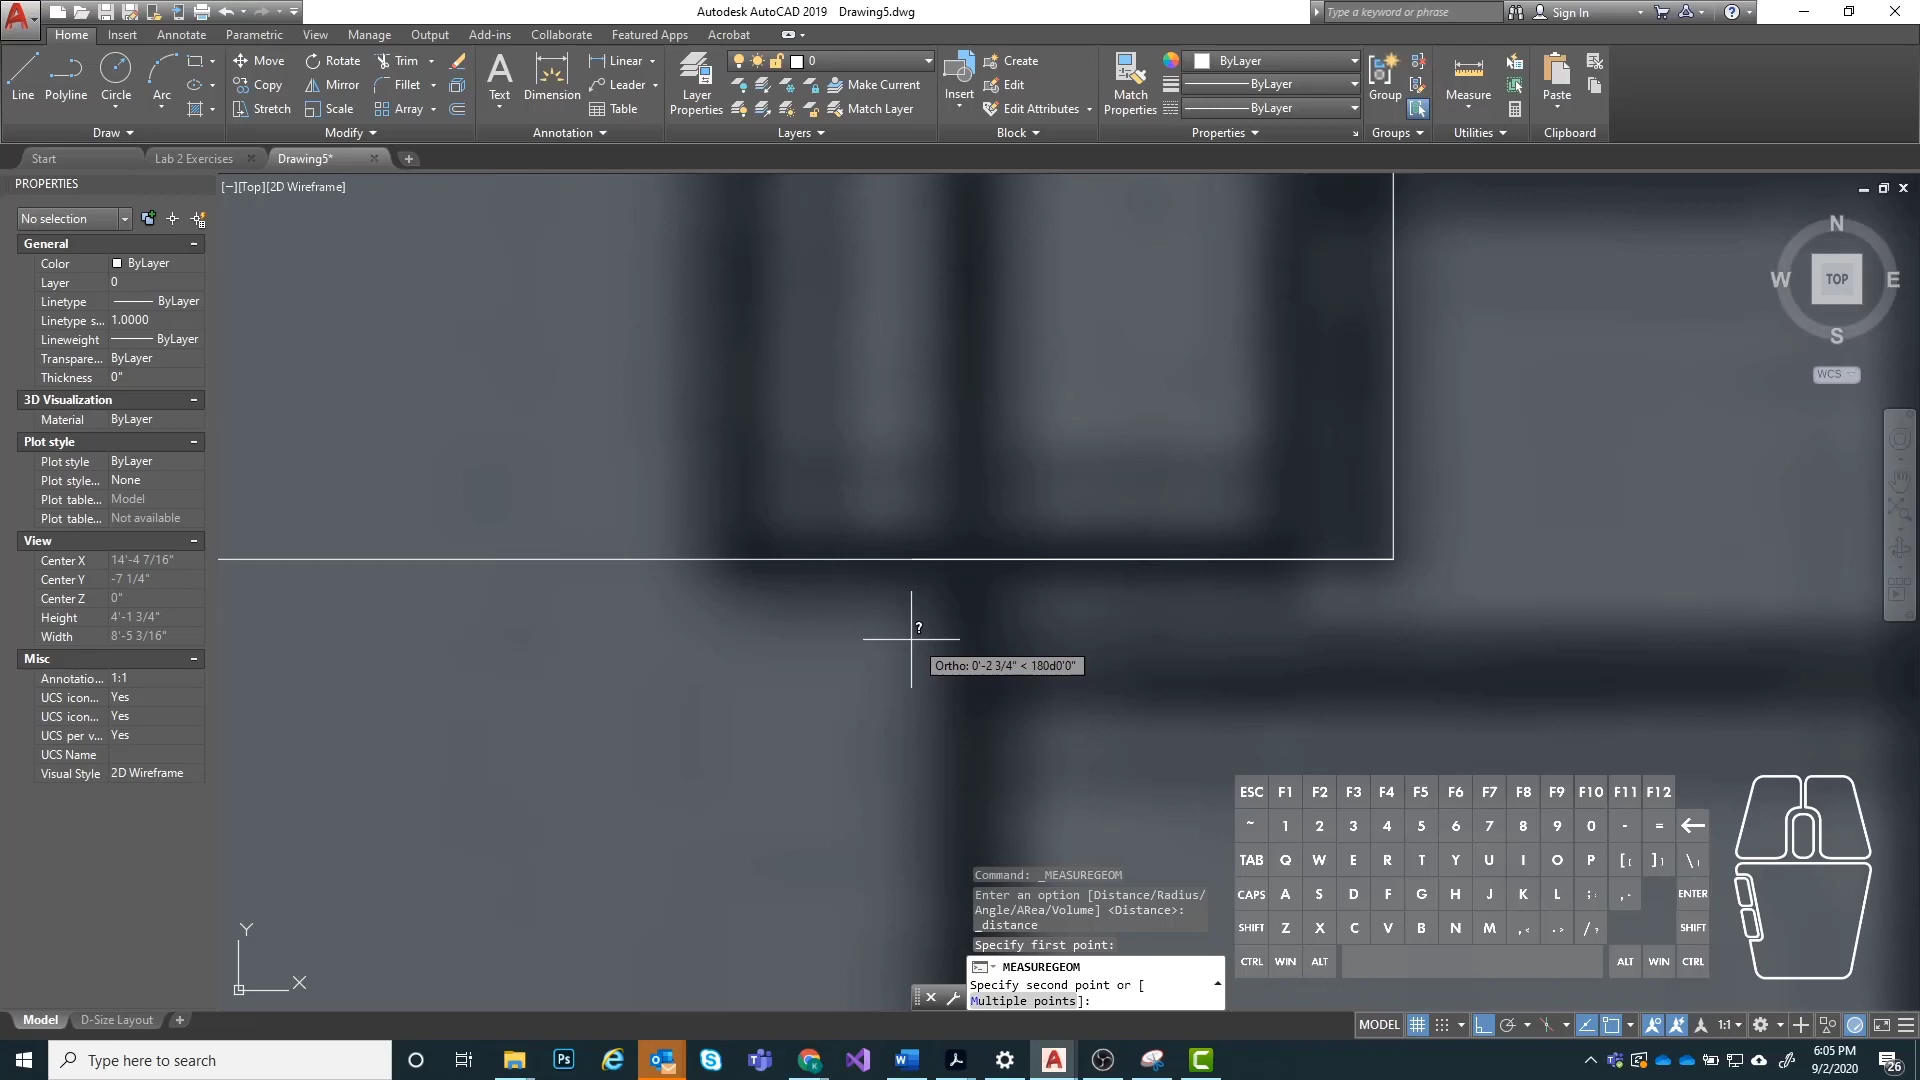 Autodesk AutoCAD 2019 Drawing5.dwg
Type a keyword or phrase
Sign In
Home Insert Annotate Parametric View Manage Output Add-ins Collaborate Featured Apps Acrobat
Line Polyline Circle Arc
Move Rotate Trim
Copy Mirror Fillet
Stretch Scale Array
Text Dimension
Linear
Leader
Table
Layer
Properties
0
Make Current
Match Layer
Insert
Create
Edit
Edit Attributes
Match
Properties
ByLayer
ByLayer
ByLayer
Group
Measure
Paste
Draw Modify Annotation Layers Block Properties Groups Utilities Clipboard
Start Lab 2 Exercises Drawing5*
PROPERTIES
[−][Top][2D Wireframe]
No selection
General
Color ByLayer
Layer 0
Linetype ByLayer
Linetype s... 1.0000
Lineweight ByLayer
Transpare... ByLayer
Thickness 0"
3D Visualization
Material ByLayer
Plot style
Plot style ByLayer
Plot style... None
Plot table... Model
Plot table... Not available
View
Center X 14'-4 7/16"
Center Y -7 1/4"
Center Z 0"
Height 4'-1 3/4"
Width 8'-5 3/16"
Misc
Annotatio... 1:1
UCS icon... Yes
UCS icon... Yes
UCS per v... Yes
UCS Name
Visual Style 2D Wireframe
N
W TOP E
S
WCS
?
Ortho: 0'-2 3/4" < 180d0'0"
Y
X
Command: _MEASUREGEOM
Enter an option [Distance/Radius/
Angle/ARea/Volume] <Distance>:
_distance
Specify first point:
MEASUREGEOM
Specify second point or [
Multiple points]:
ESC F1 F2 F3 F4 F5 F6 F7 F8 F9 F10 F11 F12
~ 1 2 3 4 5 6 7 8 9 0 - =
TAB Q W E R T Y U I O P [ ]
CAPS A S D F G H J K L ENTER
SHIFT Z X C V B N M SHIFT
CTRL WIN ALT ALT WIN CTRL
Model D-Size Layout
MODEL 1:1
Type here to search
6:05 PM
9/2/2020
26